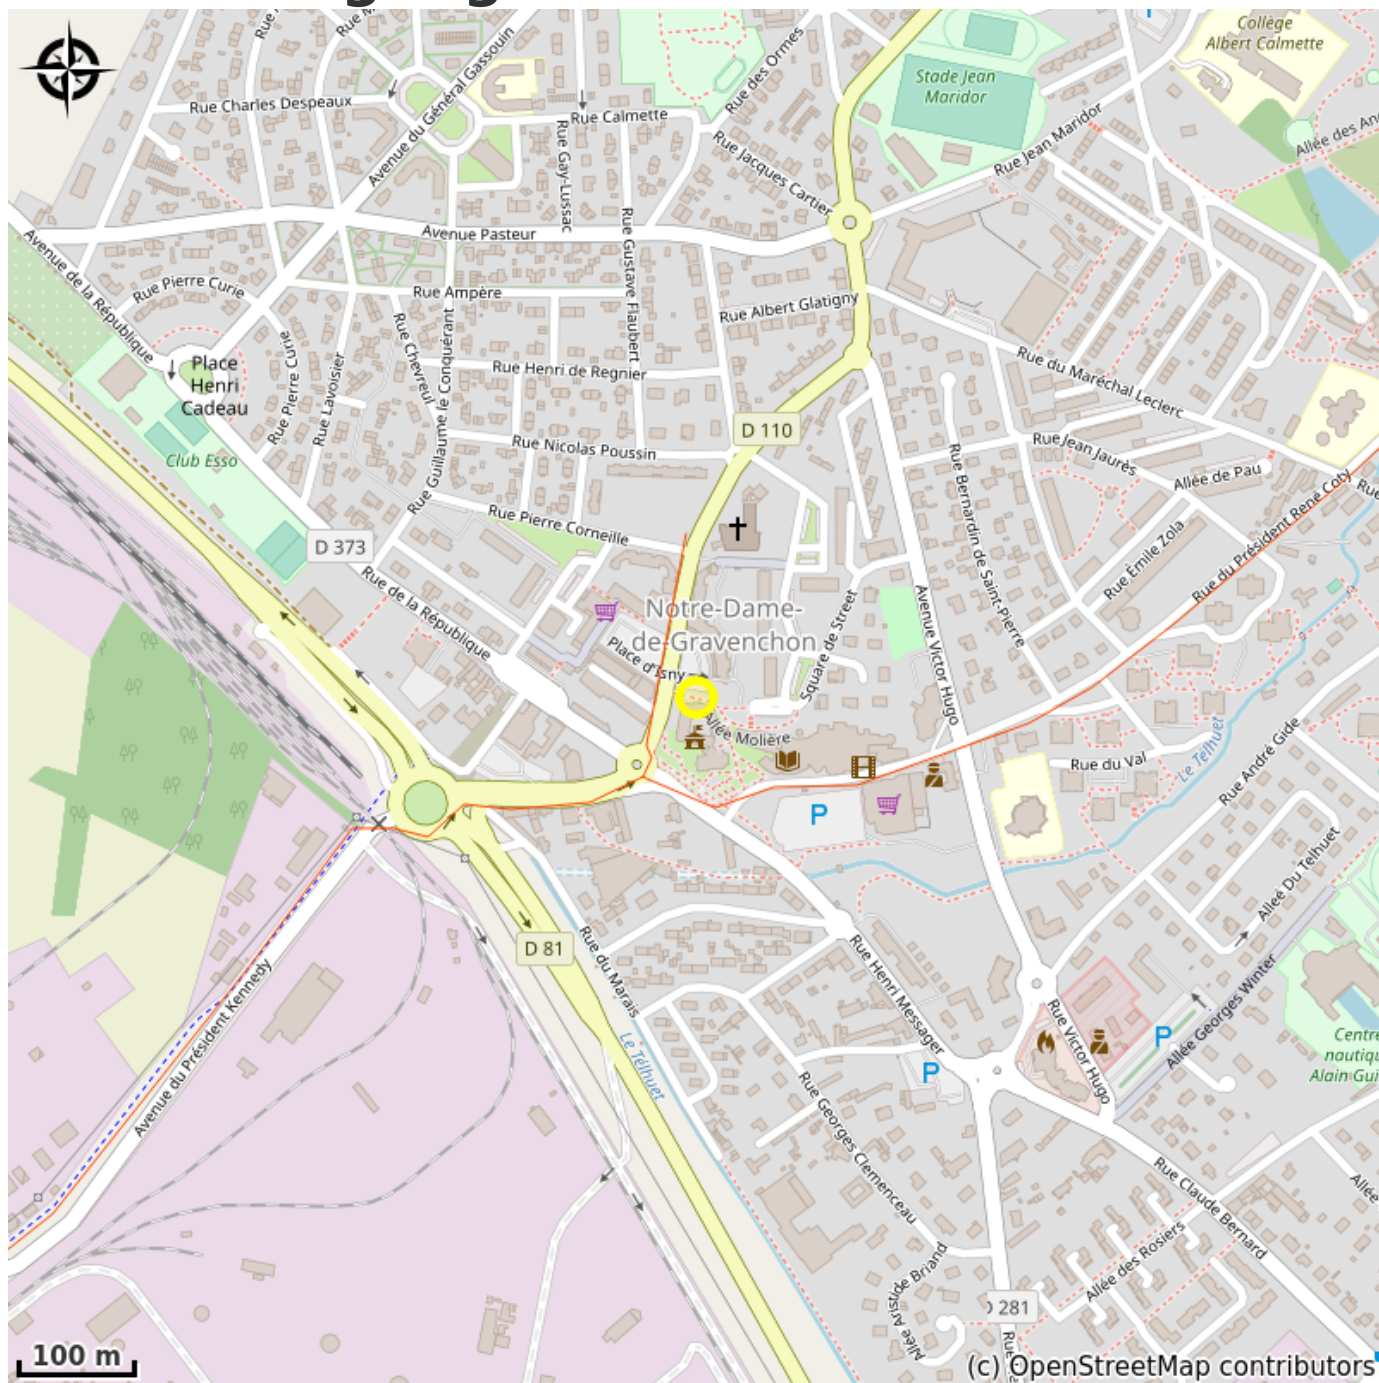 Collège
Albert Calmette
Stade Jean
Maridor
Rue des Ormes
Avenue du Général Gassouin
Rue Charles Despeaux
Rue Calmette
Rue Gay-Lussac
Rue Jacques Cartier
Rue Jean Maridor
Allée des
Rue Gustave Flaubert
Avenue Pasteur
Avenue de la République
Rue Pierre Curie
Rue Ampère
Rue Albert Glatigny
Place
Henri
Cadeau
Rue Pierre Curie
Rue Lavoisier
Rue Chevreul
Rue Guillaume le Conquérant
Rue Henri de Regnier
Rue du Maréchal Leclerc
D 110
Rue Nicolas Poussin
Club Esso
Rue Jean Jaurès
Allée de Pau
Rue Bernardin de Saint-Pierre
Rue du Président René Coty
Rue
Rue Pierre Corneille
D 373
Rue Émile Zola
Rue de la République
Notre-Dame-
de-Gravenchon
Place d'Isny
Square de Street
Avenue Victor Hugo
Allée Molière
Rue du Val
Le Telhuet
Rue André Gide
P
Allée Du Telhuet
D 81
Rue du Marais
Rue Henri Messager
Allée Georges Winter
Avenue du Président Kennedy
Le Telhuet
Rue Victor Hugo
P
P
Centre
nautiqu
Alain Gui
Rue Georges Clemenceau
Rue Claude Bernard
Allée
Allée des Rosiers
Allée Aristide Briand
D 281
Rue
100 m
(c) OpenStreetMap contributors